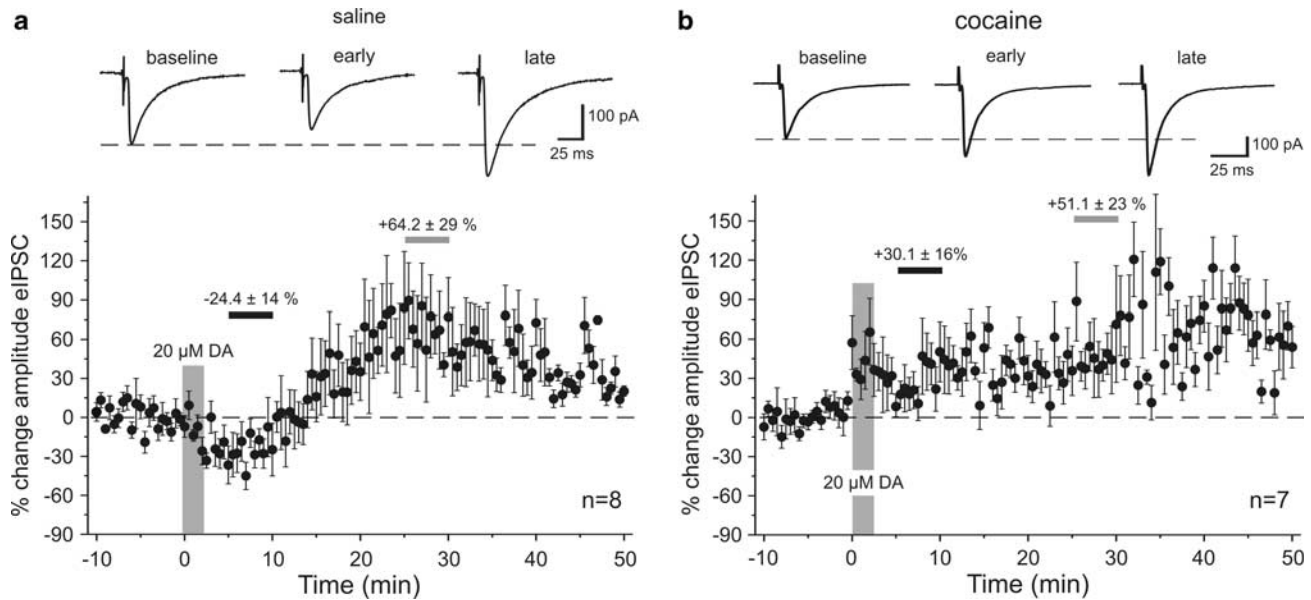 a
saline
baseline early late
100 pA
25 ms
% change amplitude eIPSC
150
120
90
60
30
0
-30
-60
-90
+64.2 ± 29 %
-24.4 ± 14 %
20 µM DA
n=8
-10 0 10 20 30 40 50
Time (min)
b
cocaine
baseline early late
100 pA
25 ms
% change amplitude eIPSC
150
120
90
60
30
0
-30
-60
-90
+51.1 ± 23 %
+30.1 ± 16%
20 µM DA
n=7
-10 0 10 20 30 40 50
Time (min)